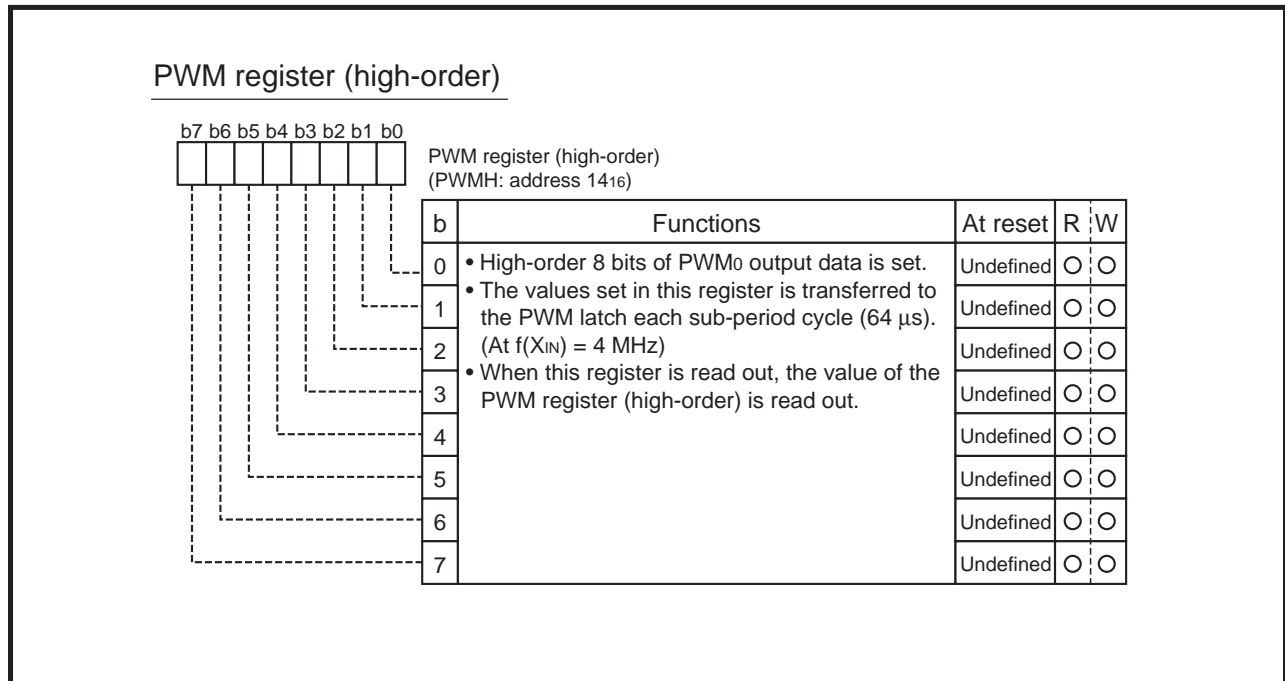 PWM register (high-order)
b7 b6 b5 b4 b3 b2 b1 b0
PWM register (high-order)
(PWMH: address 1416)
b Functions At reset R W
0 • High-order 8 bits of PWM0 output data is set. Undefined O O
1 • The values set in this register is transferred to Undefined O O
the PWM latch each sub-period cycle (64 μs).
2 (At f(XIN) = 4 MHz) Undefined O O
3 • When this register is read out, the value of the Undefined O O
PWM register (high-order) is read out.
4 Undefined O O
5 Undefined O O
6 Undefined O O
7 Undefined O O